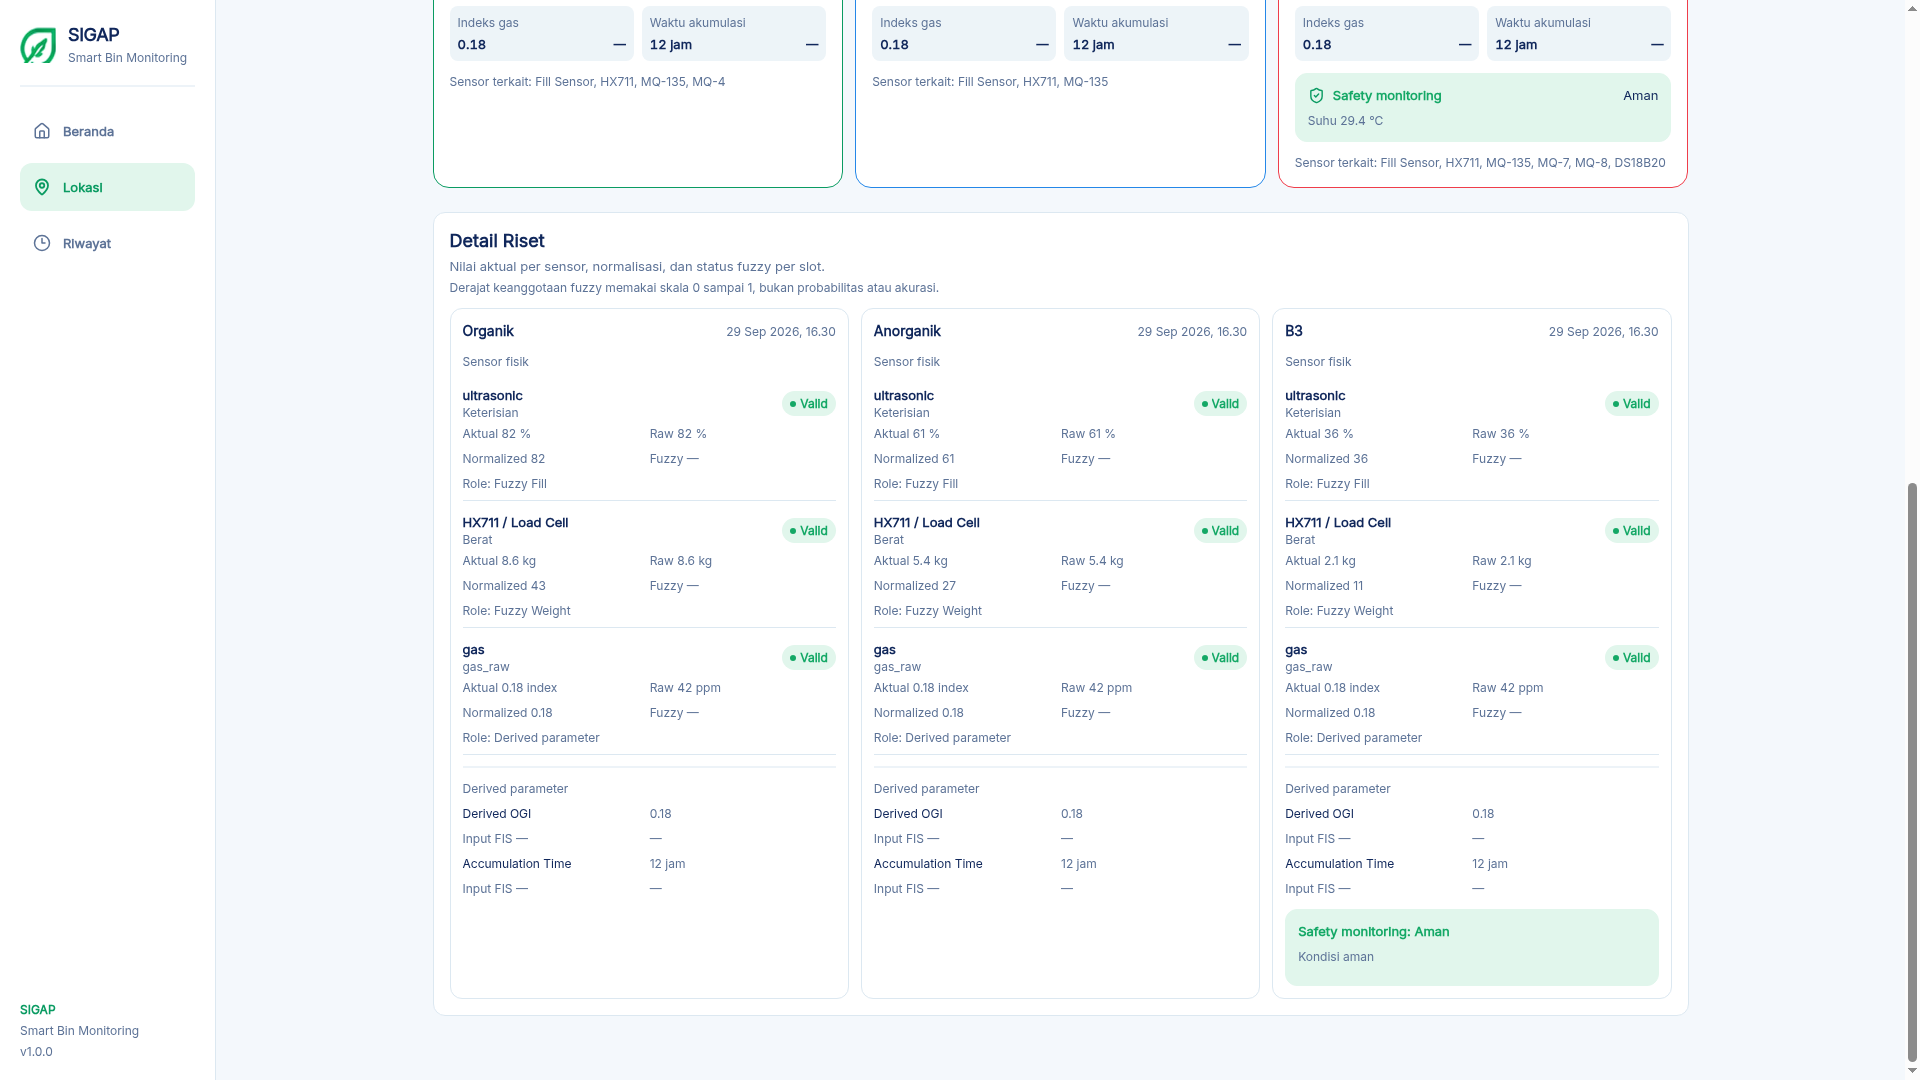 SIGAP
Smart Bin Monitoring
Beranda
Lokasi
Riwayat
SIGAP
Smart Bin Monitoring
v1.0.0
Indeks gas
0.18 —
Waktu akumulasi
12 jam —
Sensor terkait: Fill Sensor, HX711, MQ-135, MQ-4
Indeks gas
0.18 —
Waktu akumulasi
12 jam —
Sensor terkait: Fill Sensor, HX711, MQ-135
Indeks gas
0.18 —
Waktu akumulasi
12 jam —
Safety monitoring Aman
Suhu 29.4 °C
Sensor terkait: Fill Sensor, HX711, MQ-135, MQ-7, MQ-8, DS18B20
Detail Riset
Nilai aktual per sensor, normalisasi, dan status fuzzy per slot.
Derajat keanggotaan fuzzy memakai skala 0 sampai 1, bukan probabilitas atau akurasi.
Organik 29 Sep 2026, 16.30
Sensor fisik
ultrasonic Valid
Keterisian
Aktual 82 % Raw 82 %
Normalized 82 Fuzzy —
Role: Fuzzy Fill
HX711 / Load Cell Valid
Berat
Aktual 8.6 kg Raw 8.6 kg
Normalized 43 Fuzzy —
Role: Fuzzy Weight
gas Valid
gas_raw
Aktual 0.18 index Raw 42 ppm
Normalized 0.18 Fuzzy —
Role: Derived parameter
Derived parameter
Derived OGI 0.18
Input FIS — —
Accumulation Time 12 jam
Input FIS — —
Anorganik 29 Sep 2026, 16.30
Sensor fisik
ultrasonic Valid
Keterisian
Aktual 61 % Raw 61 %
Normalized 61 Fuzzy —
Role: Fuzzy Fill
HX711 / Load Cell Valid
Berat
Aktual 5.4 kg Raw 5.4 kg
Normalized 27 Fuzzy —
Role: Fuzzy Weight
gas Valid
gas_raw
Aktual 0.18 index Raw 42 ppm
Normalized 0.18 Fuzzy —
Role: Derived parameter
Derived parameter
Derived OGI 0.18
Input FIS — —
Accumulation Time 12 jam
Input FIS — —
B3 29 Sep 2026, 16.30
Sensor fisik
ultrasonic Valid
Keterisian
Aktual 36 % Raw 36 %
Normalized 36 Fuzzy —
Role: Fuzzy Fill
HX711 / Load Cell Valid
Berat
Aktual 2.1 kg Raw 2.1 kg
Normalized 11 Fuzzy —
Role: Fuzzy Weight
gas Valid
gas_raw
Aktual 0.18 index Raw 42 ppm
Normalized 0.18 Fuzzy —
Role: Derived parameter
Derived parameter
Derived OGI 0.18
Input FIS — —
Accumulation Time 12 jam
Input FIS — —
Safety monitoring: Aman
Kondisi aman